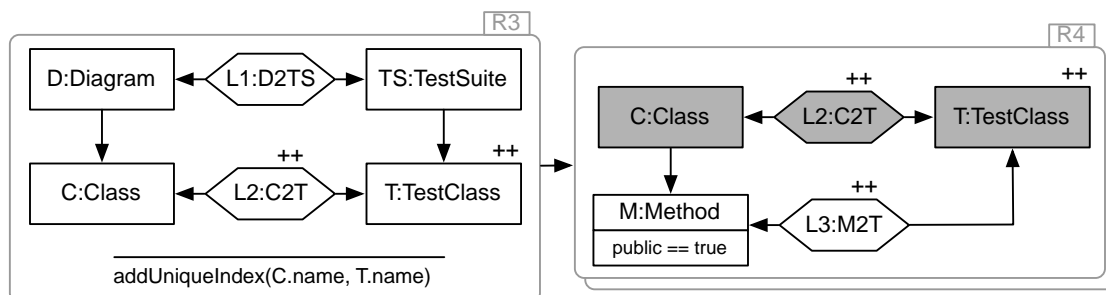 R3
D:Diagram
L1:D2TS
TS:TestSuite
++
++
C:Class
L2:C2T
T:TestClass
addUniqueIndex(C.name, T.name)
R4
++
++
C:Class
L2:C2T
T:TestClass
++
M:Method
L3:M2T
public == true